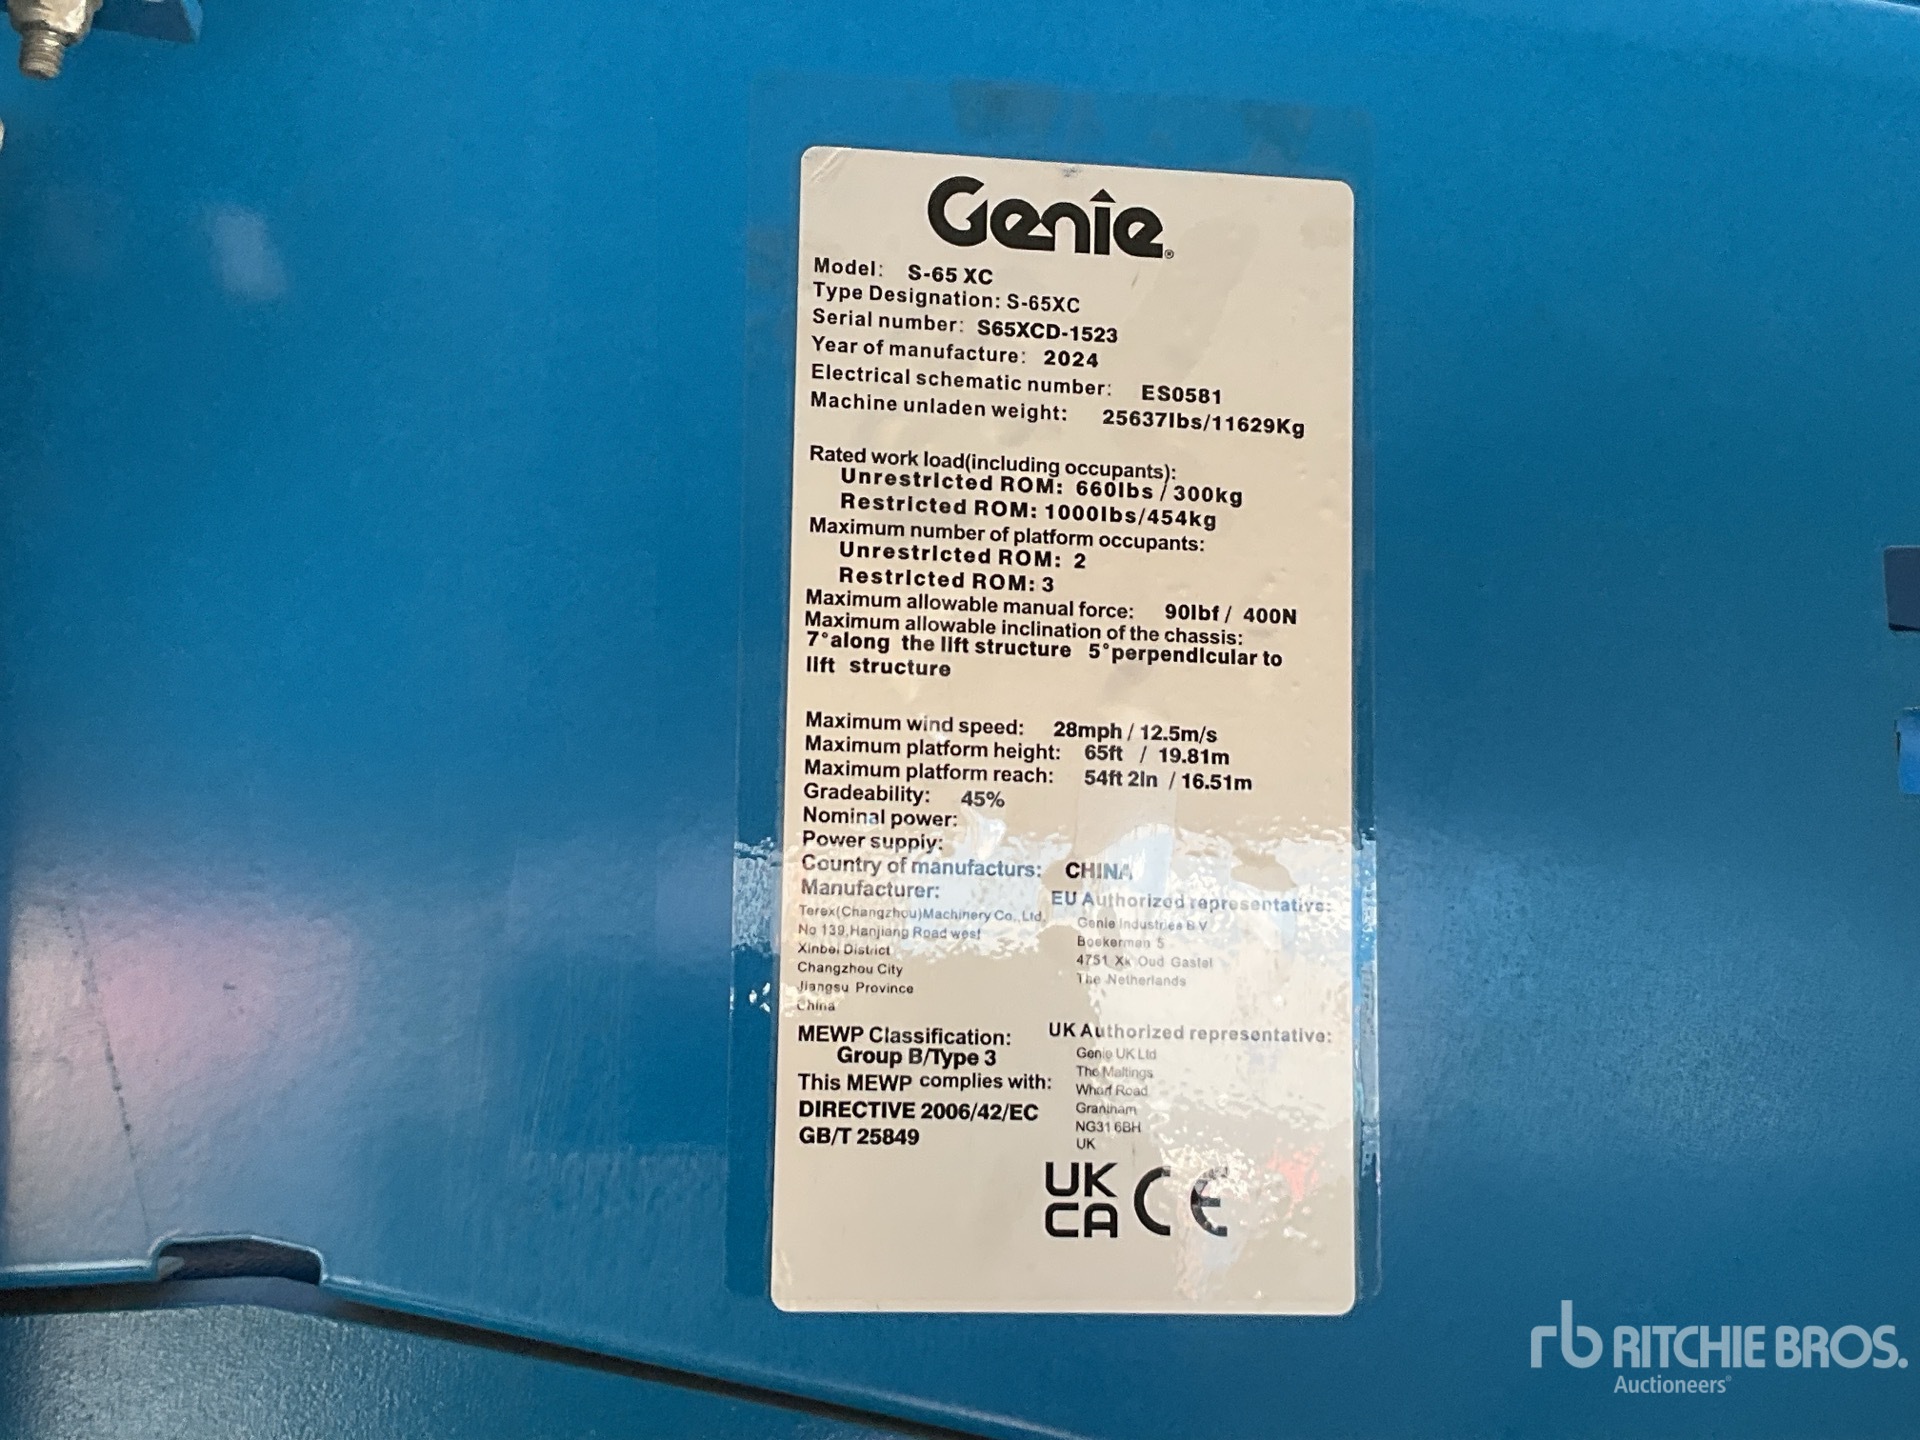 Genie®
Model: S-65 XC
Type Designation: S-65XC
Serial number: S65XCD-1523
Year of manufacture: 2024
Electrical schematic number: ES0581
Machine unladen weight: 25637lbs/11629Kg
Rated work load(including occupants):
Unrestricted ROM: 660lbs / 300kg
Restricted ROM: 1000lbs/454kg
Maximum number of platform occupants:
Unrestricted ROM: 2
Restricted ROM: 3
Maximum allowable manual force: 90lbf / 400N
Maximum allowable inclination of the chassis:
7°along the lift structure 5°perpendicular to
lift structure
Maximum wind speed: 28mph / 12.5m/s
Maximum platform height: 65ft / 19.81m
Maximum platform reach: 54ft 2in / 16.51m
Gradeability: 45%
Nominal power:
Power supply:
Country of manufacturs: CHINA
Manufacturer:
Terex(Changzhou)Machinery Co.,Ltd.
No 139,Hanjiang Road west
Xinbei District
Changzhou City
Jiangsu Province
China
EU Authorized representative:
Genie Industries B V
Boekerman 5
4751 XK Oud Gastel
The Netherlands
MEWP Classification:
Group B/Type 3
This MEWP complies with:
DIRECTIVE 2006/42/EC
GB/T 25849
UK Authorized representative:
Genie UK Ltd
The Maltings
Wharf Road
Grantham
NG31 6BH
UK
UK
CA CE
rb RITCHIE BROS.
Auctioneers